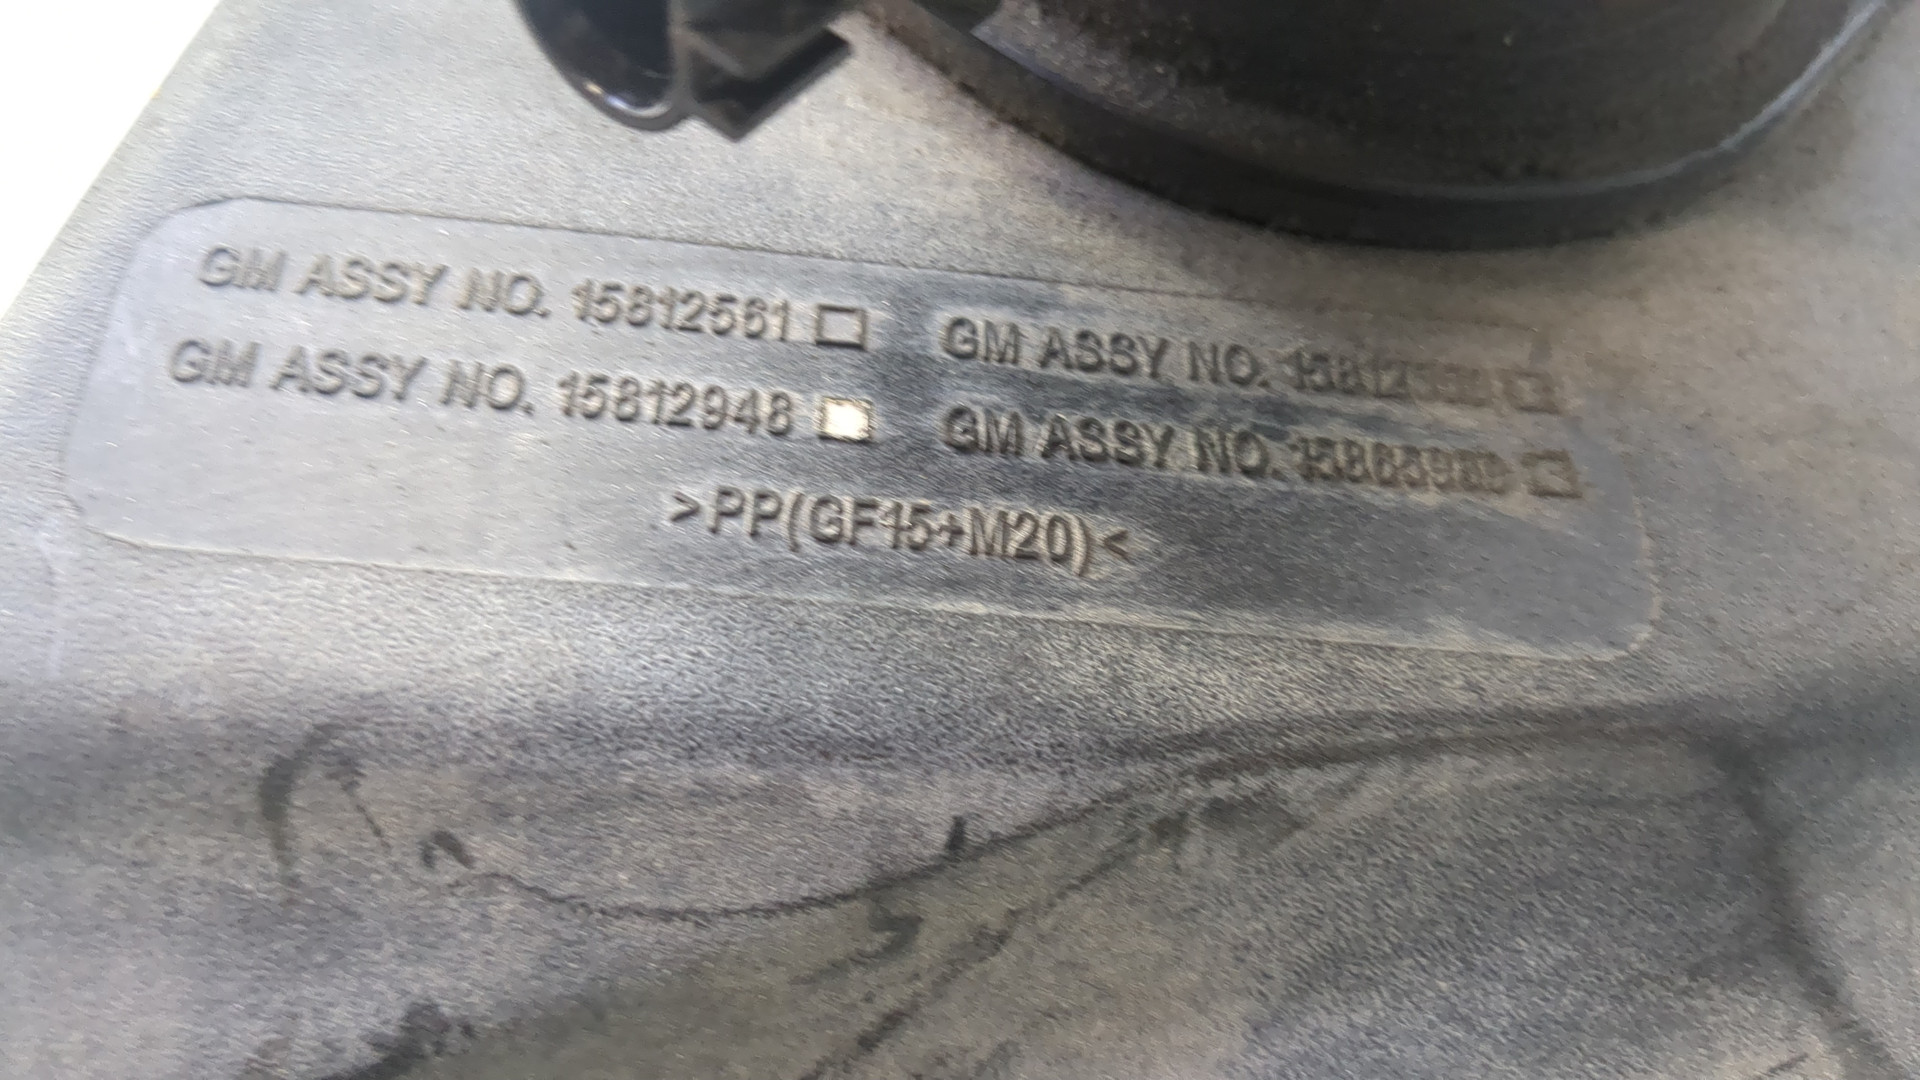 GM ASSY NO. 15812561 GM ASSY NO.
GM ASSY NO. 15812948 GM ASSY NO.
>PP(GF15+M20)<